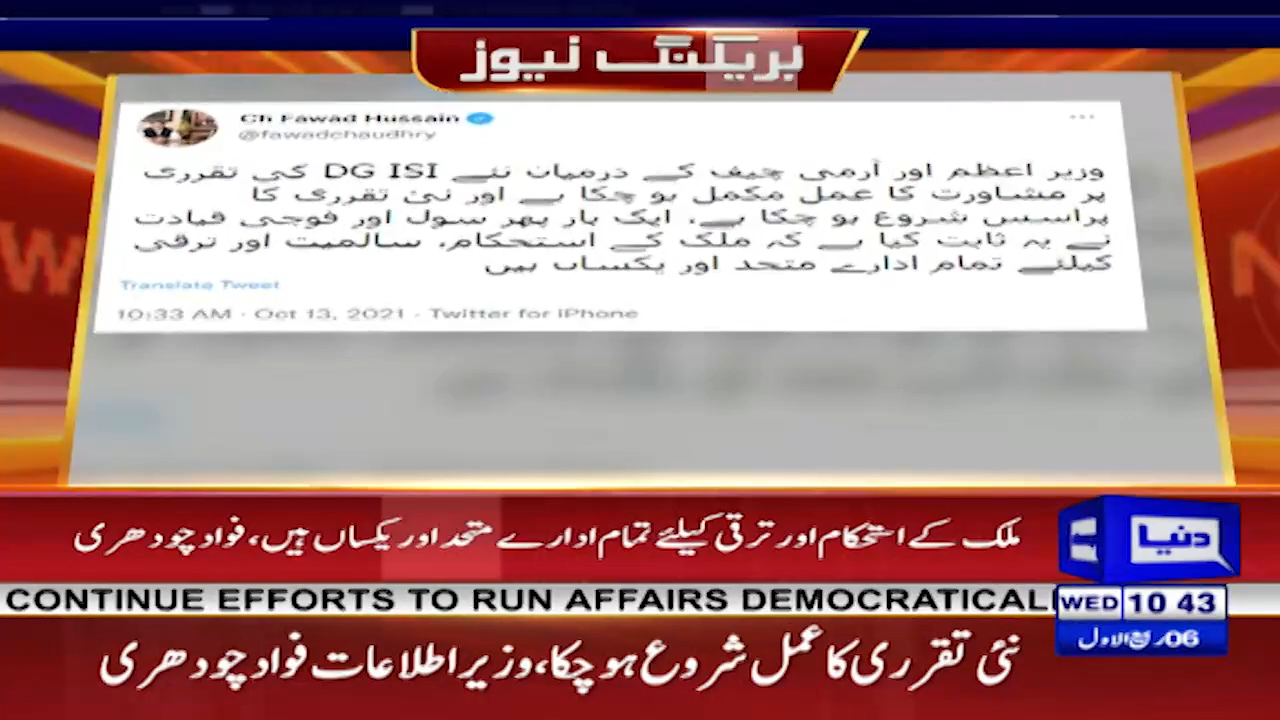 بریکنگ نیوز
Ch Fawad Hussain
@fawadchaudhry
وزیر اعظم اور آرمی چیف کے درمیان نئے DG ISI کی تقرری
پر مشاورت کا عمل مکمل ہو چکا ہے اور نئ تقرری کا
پراسس شروع ہو چکا ہے، ایک بار پھر سول اور فوجی قیادت
نے یہ ثابت کیا ہے کہ ملک کے استحکام، سالمیت اور ترقی
کیلئے تمام ادارے متحد اور یکساں ہیں
Translate Tweet
10:33 AM · Oct 13, 2021 · Twitter for iPhone
ملک کے استحکام اور ترقی کیلئے تمام ادارے متحد اور یکساں ہیں، فواد چودھری
دنیا
CONTINUE EFFORTS TO RUN AFFAIRS DEMOCRATICAL
WED 10 43
06 ربیع الاول
نئی تقرری کا عمل شروع ہو چکا، وزیر اطلاعات فواد چودھری